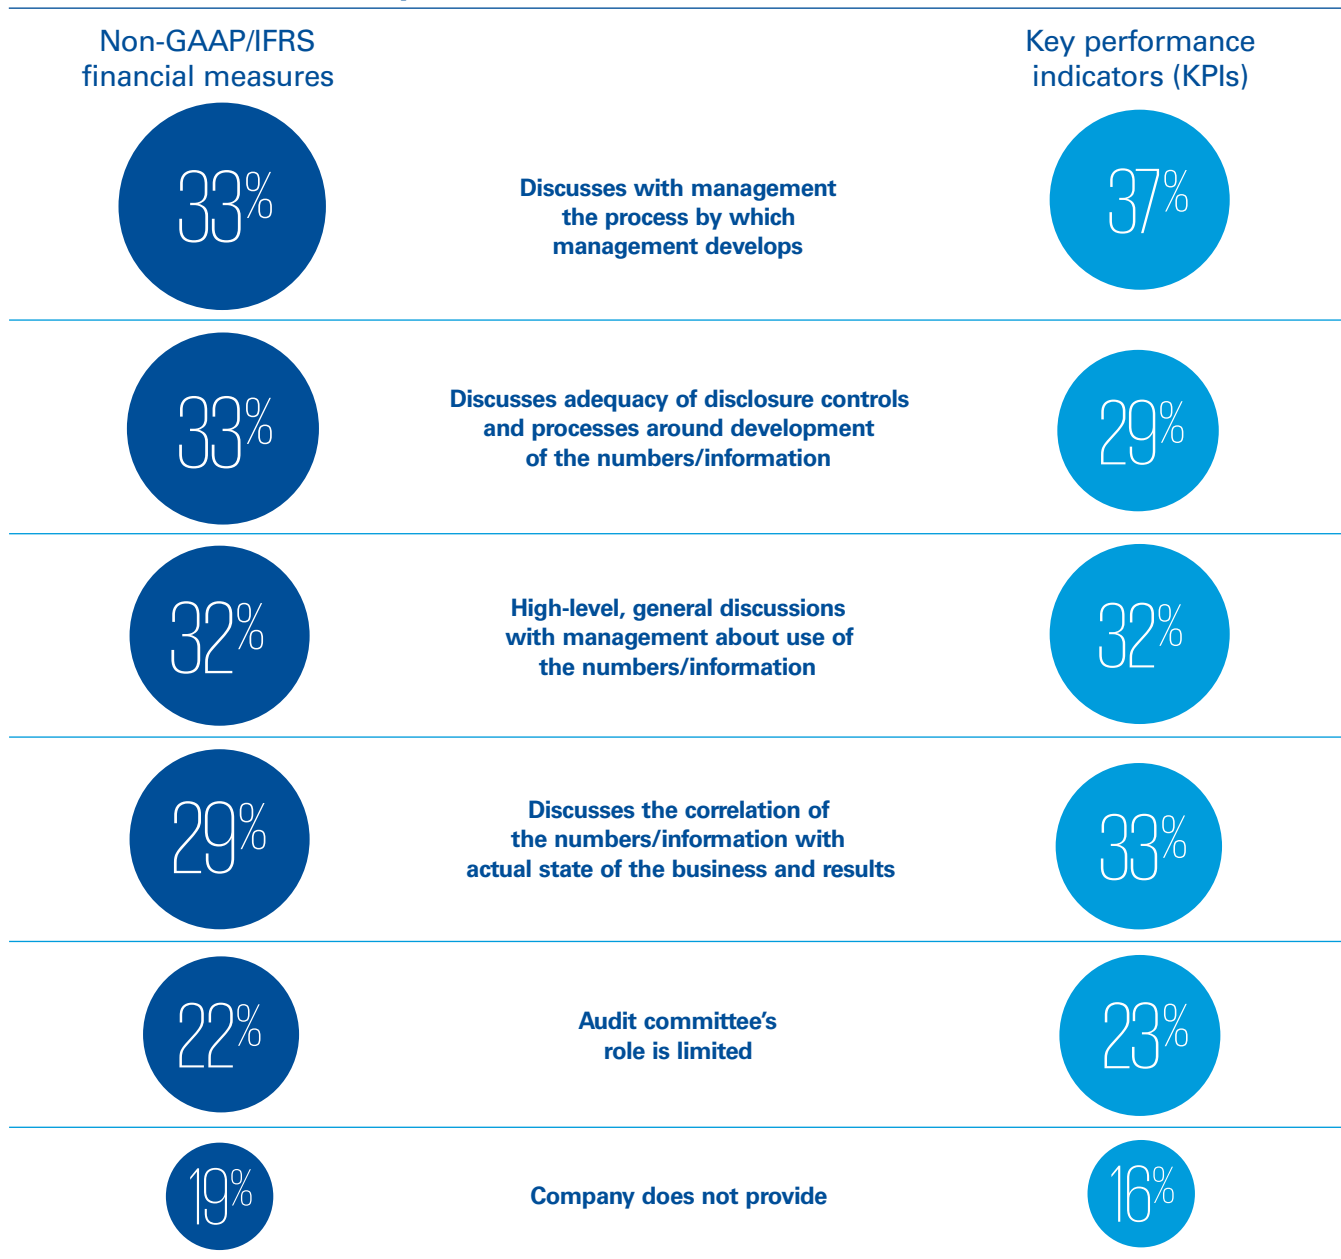 Non-GAAP/IFRS
financial measures
Key performance
indicators (KPIs)
33%
Discusses with management
the process by which
management develops
37%
33%
Discusses adequacy of disclosure controls
and processes around development
of the numbers/information
29%
32%
High-level, general discussions
with management about use of
the numbers/information
32%
29%
Discusses the correlation of
the numbers/information with
actual state of the business and results
33%
22%
Audit committee's
role is limited
23%
19%
Company does not provide
16%